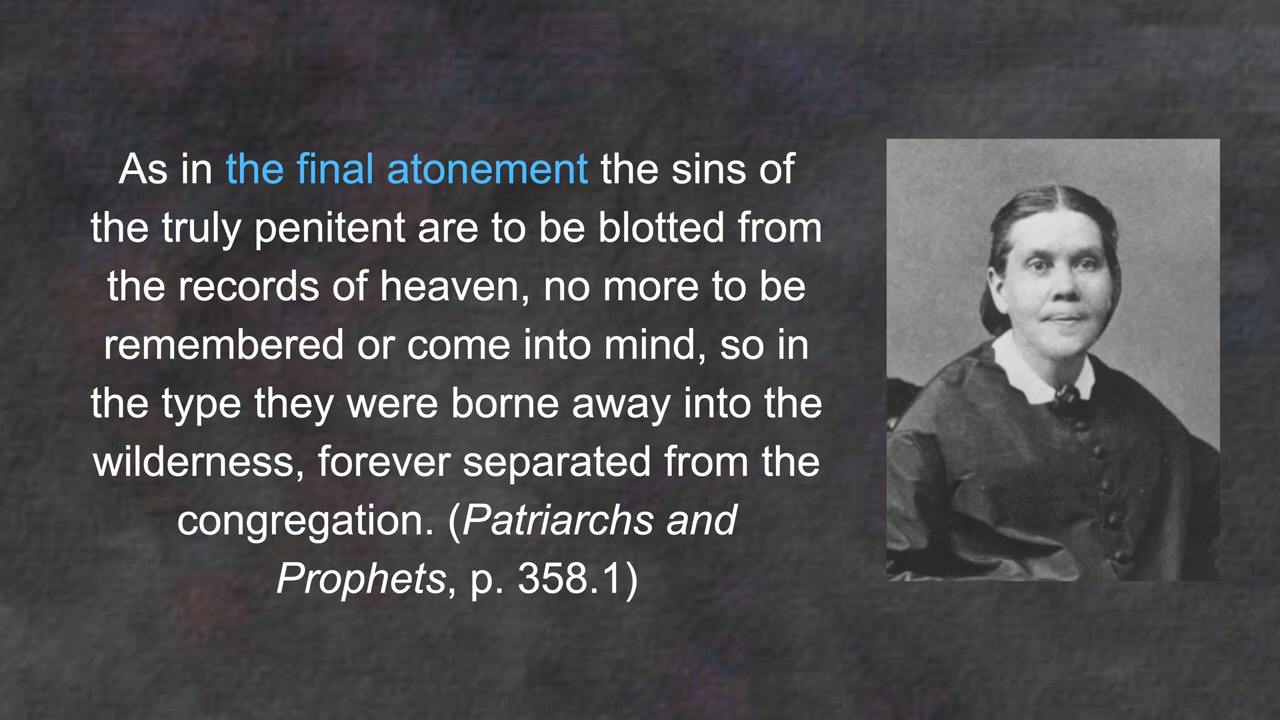 As in the final atonement the sins of
the truly penitent are to be blotted from
the records of heaven, no more to be
remembered or come into mind, so in
the type they were borne away into the
wilderness, forever separated from the
congregation. (Patriarchs and
Prophets, p. 358.1)